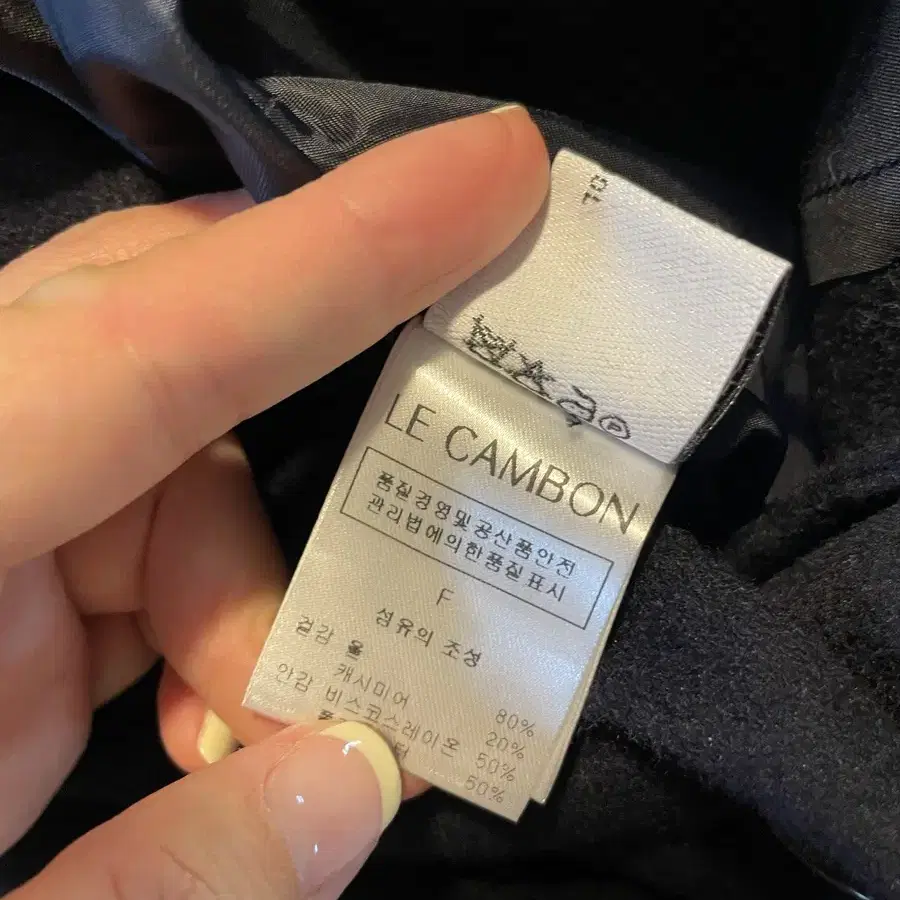 TO
LE CAMBON
품질경영및공산품안전
관리법에의한품질표시
F
섬유의 조성
겉감 울 80%
캐시미어 20%
안감 비스코스레이온 50%
50%